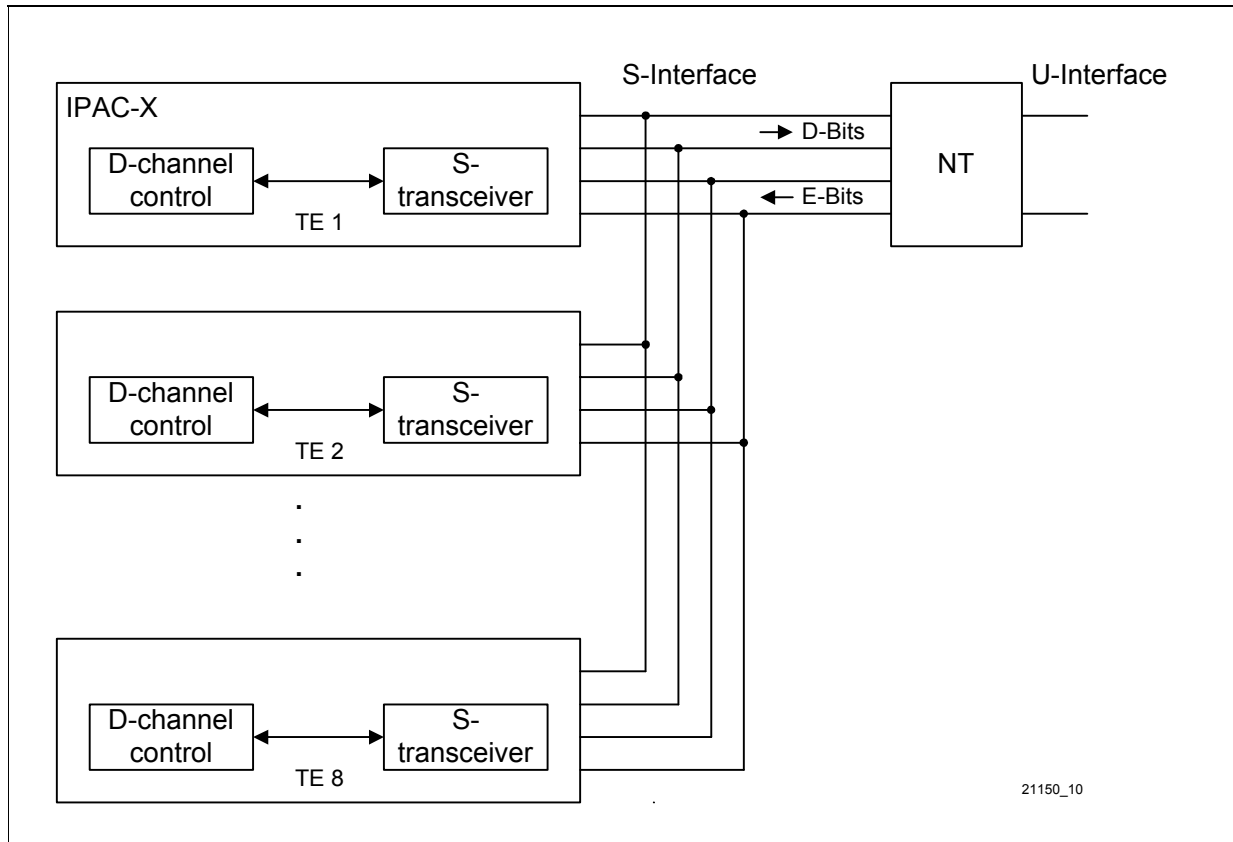 S-Interface
U-Interface
IPAC-X
D-channel
control
S-
transceiver
TE 1
D-Bits
E-Bits
NT
D-channel
control
S-
transceiver
TE 2
.
.
.
D-channel
control
S-
transceiver
TE 8
21150_10